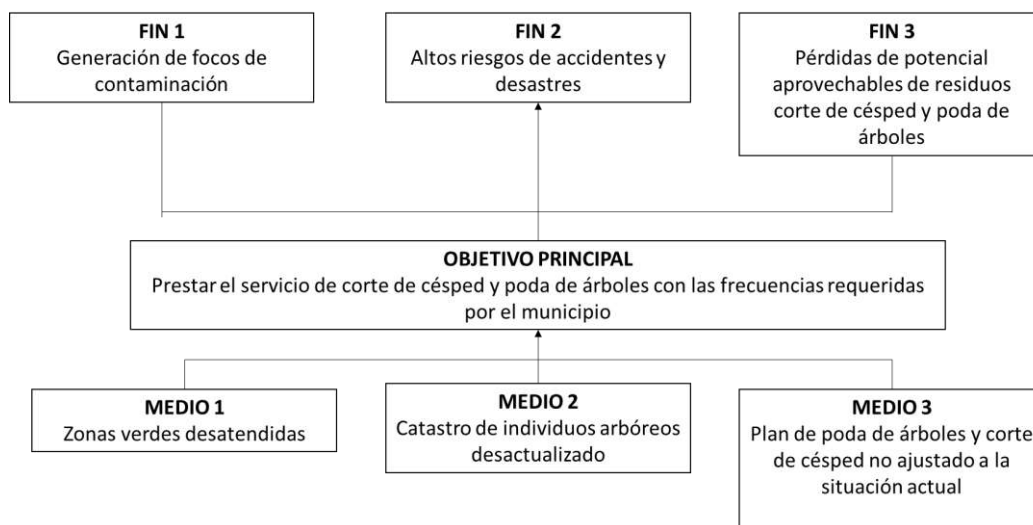 FIN 1
Generación de focos de
contaminación
FIN 2
Altos riesgos de accidentes y
desastres
FIN 3
Pérdidas de potencial
aprovechables de residuos
corte de césped y poda de
árboles
OBJETIVO PRINCIPAL
Prestar el servicio de corte de césped y poda de árboles con las frecuencias requeridas
por el municipio
MEDIO 1
Zonas verdes desatendidas
MEDIO 2
Catastro de individuos arbóreos
desactualizado
MEDIO 3
Plan de poda de árboles y corte
de césped no ajustado a la
situación actual